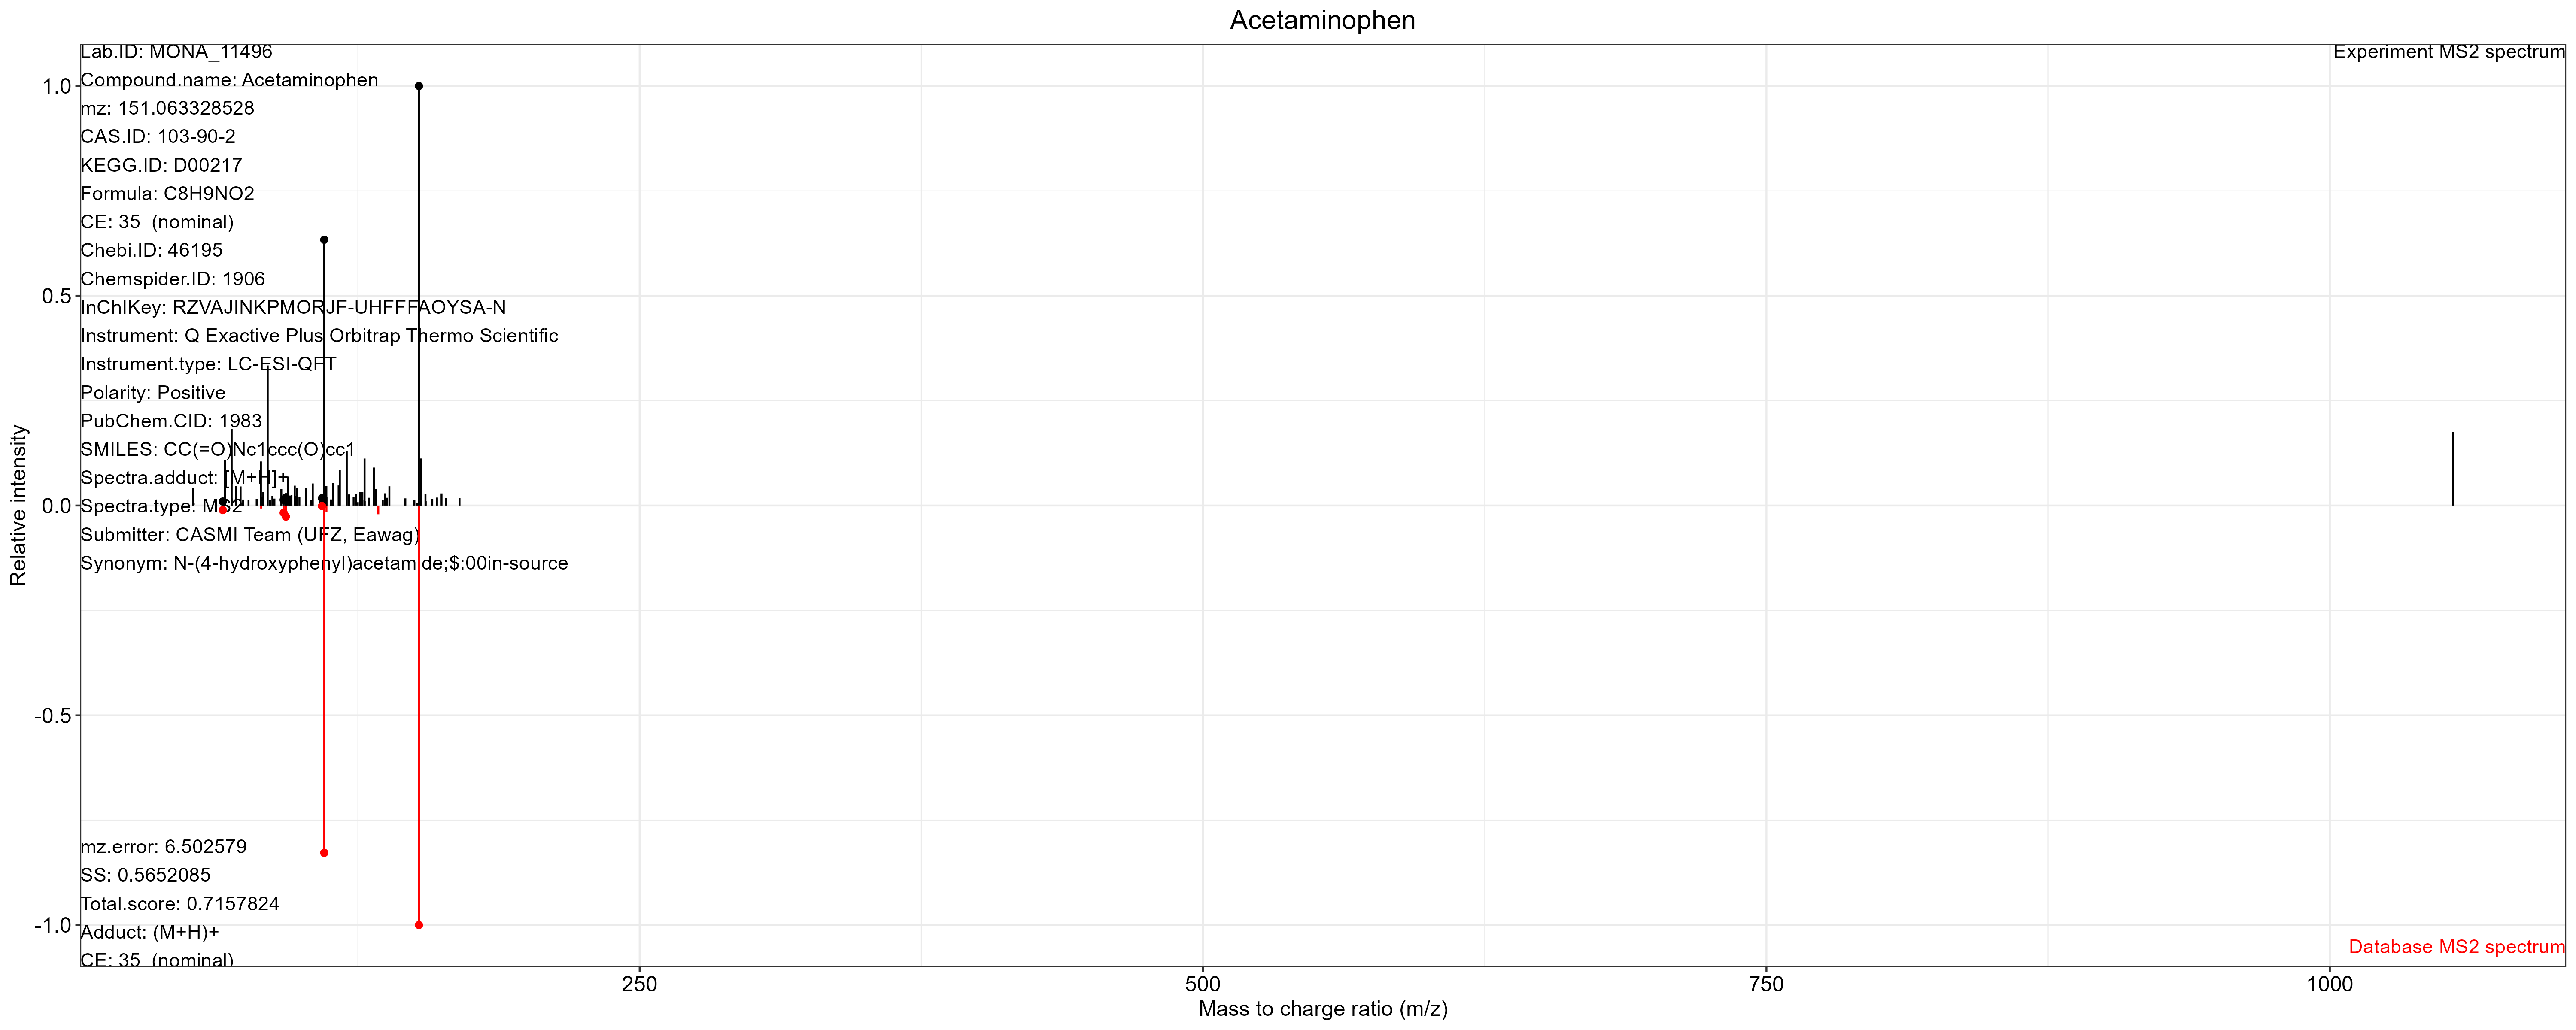 Acetaminophen
Lab.ID: MONA_11496
Experiment MS2 spectrum
Compound.name: Acetaminophen
mz: 151.063328528
CAS.ID: 103-90-2
KEGG.ID: D00217
Formula: C8H9NO2
CE: 35  (nominal)
Chebi.ID: 46195
Chemspider.ID: 1906
InChIKey: RZVAJINKPMORJF-UHFFFAOYSA-N
Instrument: Q Exactive Plus Orbitrap Thermo Scientific
Instrument.type: LC-ESI-QFT
Polarity: Positive
PubChem.CID: 1983
SMILES: CC(=O)Nc1ccc(O)cc1
Spectra.adduct: [M+H]+
Spectra.type: MS2
Submitter: CASMI Team (UFZ, Eawag)
Synonym: N-(4-hydroxyphenyl)acetamide;$:00in-source
mz.error: 6.502579
SS: 0.5652085
Total.score: 0.7157824
Adduct: (M+H)+
CE: 35  (nominal)
Database MS2 spectrum
1.0
0.5
0.0
-0.5
-1.0
Relative intensity
250
500
750
1000
Mass to charge ratio (m/z)